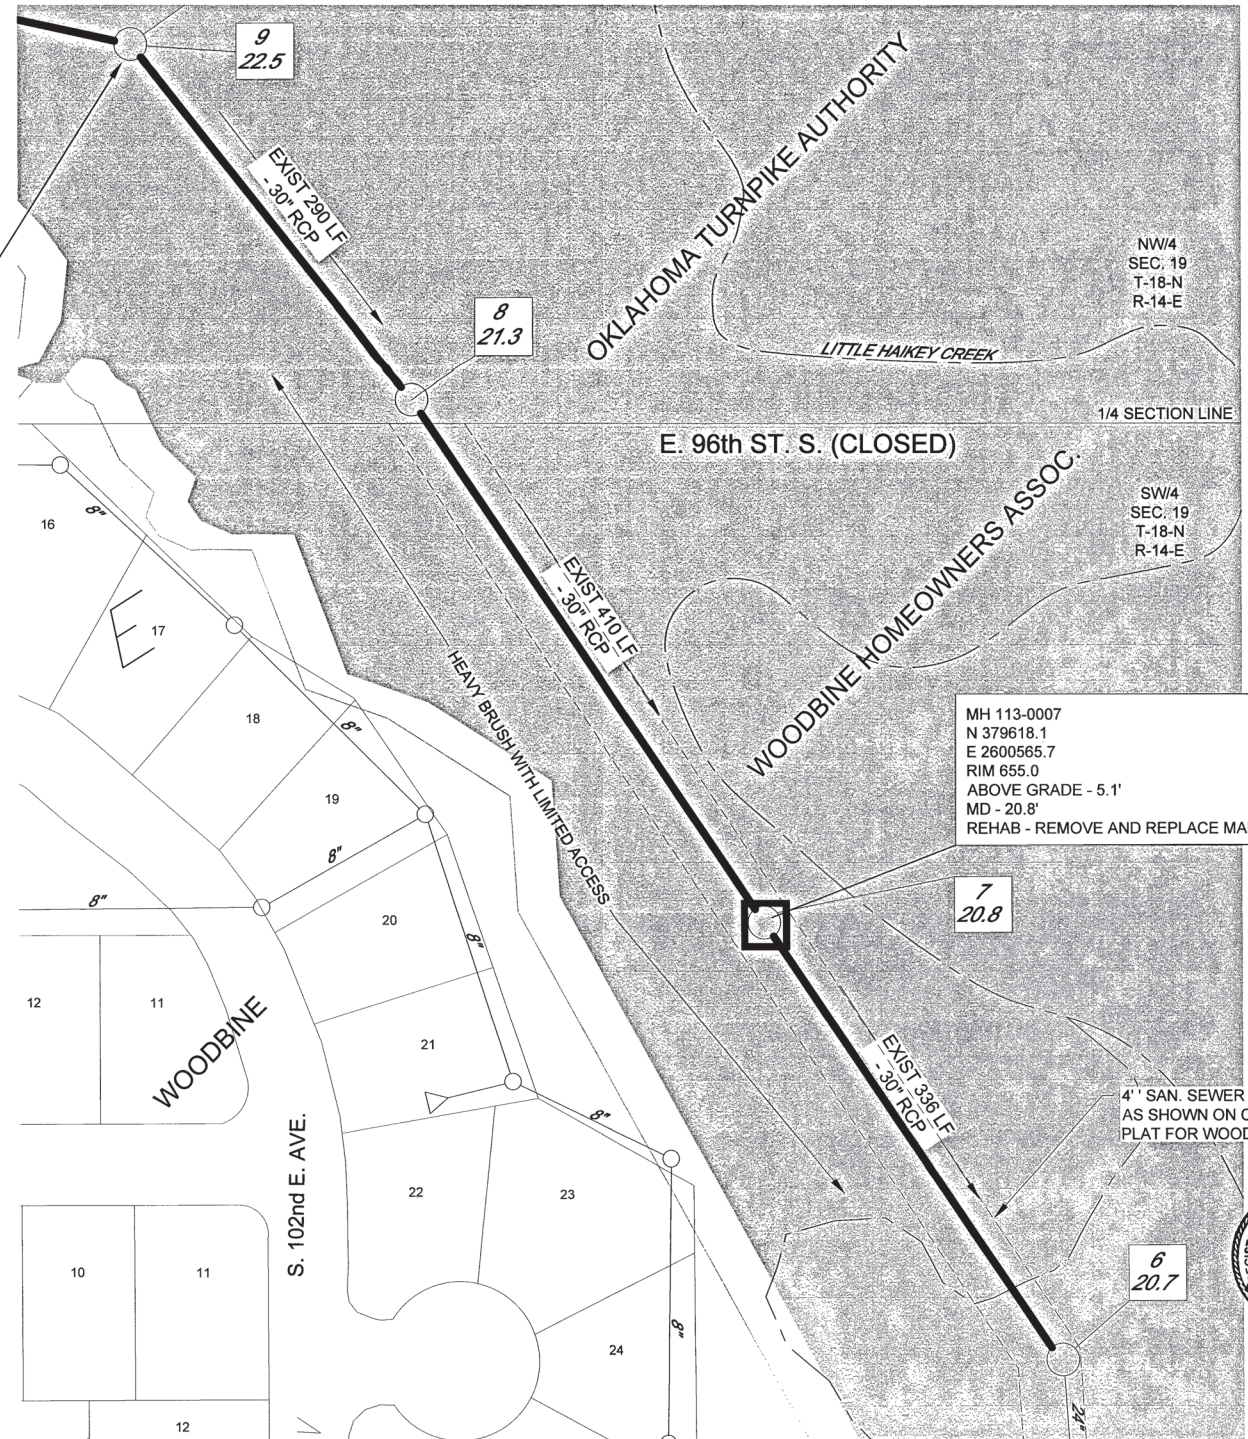 9
22.5
EXIST 290 LF
- 30" RCP
OKLAHOMA TURNPIKE AUTHORITY
NW/4
SEC. 19
T-18-N
R-14-E
8
21.3
LITTLE HAIKEY CREEK
1/4 SECTION LINE
E. 96th ST. S. (CLOSED)
WOODBINE HOMEOWNERS ASSOC.
SW/4
SEC. 19
T-18-N
R-14-E
8"
16
17
EXIST 410 LF
- 30" RCP
HEAVY BRUSH WITH LIMITED ACCESS
18
8"
19
8"
MH 113-0007
N 379618.1
E 2600565.7
RIM 655.0
ABOVE GRADE - 5.1'
MD - 20.8'
REHAB - REMOVE AND REPLACE MA
7
20.8
8"
20
8"
12
11
WOODBINE
21
EXIST 336 LF
- 30" RCP
4' ' SAN. SEWER
AS SHOWN ON
PLAT FOR WOOD
8"
S. 102nd E. AVE.
22
23
10
11
6
20.7
24
8"
12
24"